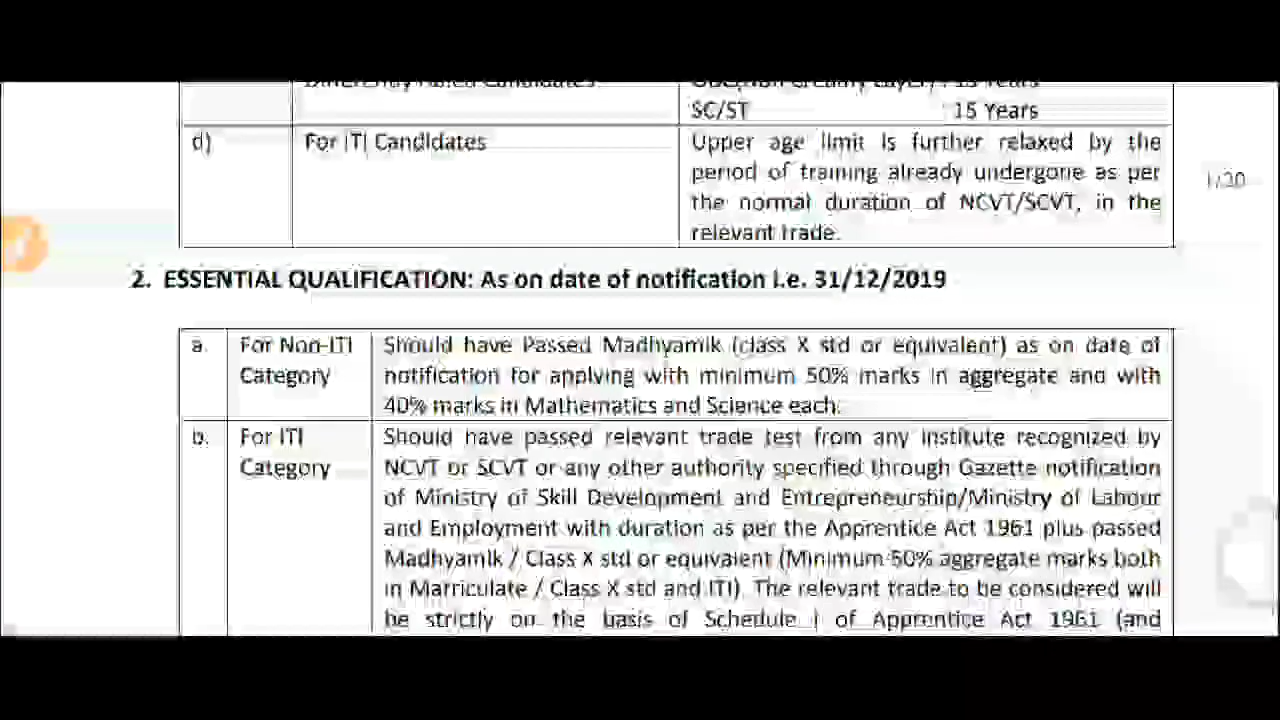 SC/ST : 15 Years
d) For ITI Candidates Upper age limit is further relaxed by the
period of training already undergone as per
the normal duration of NCVT/SCVT, in the
relevant trade.
1/20
2. ESSENTIAL QUALIFICATION: As on date of notification i.e. 31/12/2019
a. For Non-ITI Category
Should have Passed Madhyamik (class X std or equivalent) as on date of
notification for applying with minimum 50% marks in aggregate and with
40% marks in Mathematics and Science each.
b. For ITI Category
Should have passed relevant trade test from any institute recognized by
NCVT or SCVT or any other authority specified through Gazette notification
of Ministry of Skill Development and Entrepreneurship/Ministry of Labour
and Employment with duration as per the Apprentice Act 1961 plus passed
Madhyamik / Class X std or equivalent (Minimum 50% aggregate marks both
in Marriculate / Class X std and ITI). The relevant trade to be considered will
be strictly on the basis of Schedule I of Apprentice Act 1961 (and